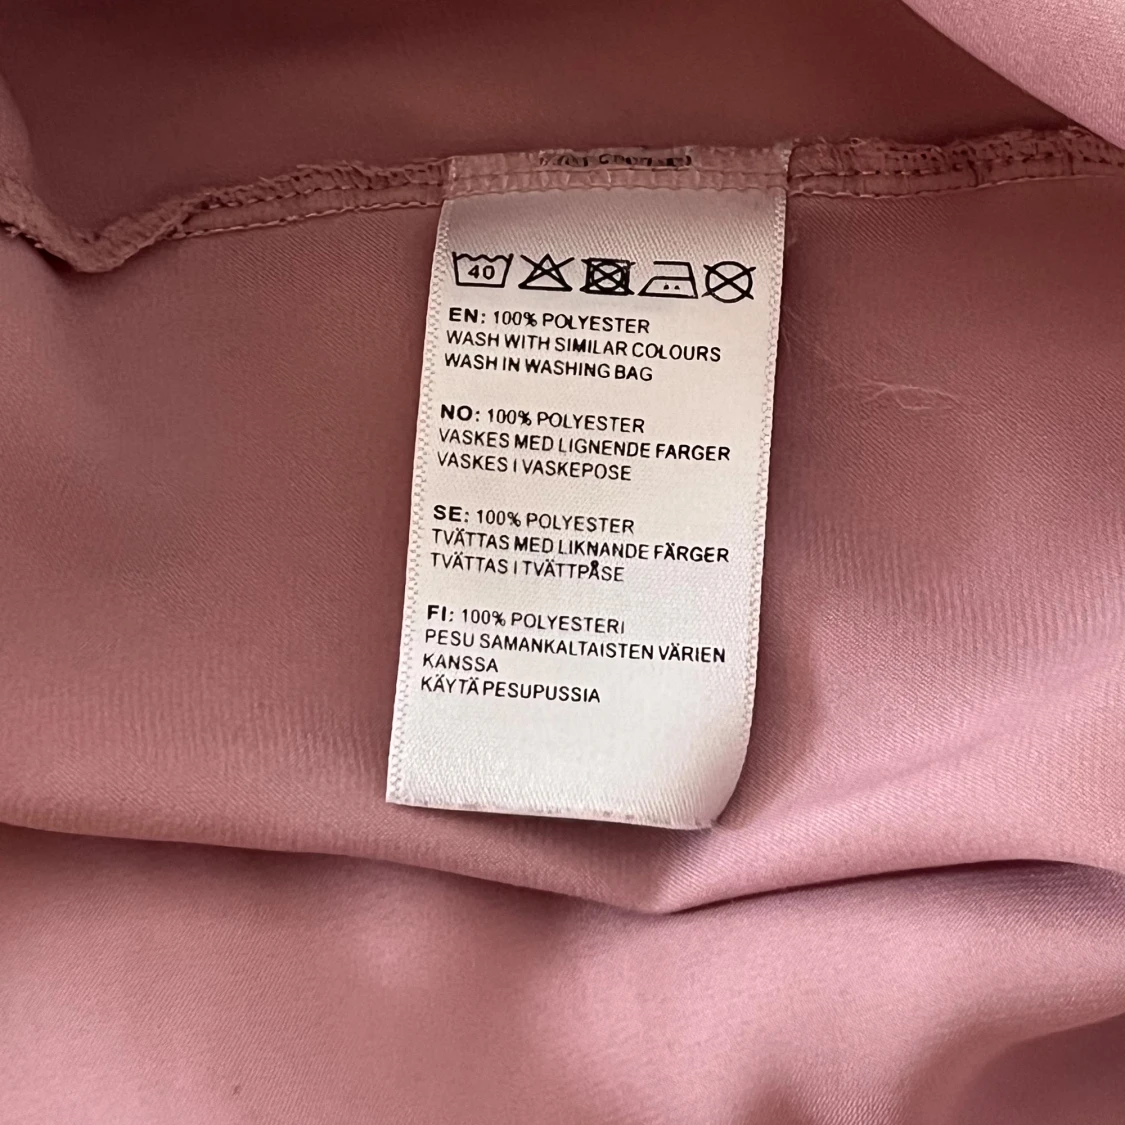 40
EN: 100% POLYESTER
WASH WITH SIMILAR COLOURS
WASH IN WASHING BAG
NO: 100% POLYESTER
VASKES MED LIGNENDE FARGER
VASKES I VASKEPOSE
SE: 100% POLYESTER
TVÄTTAS MED LIKNANDE FÄRGER
TVÄTTAS I TVÄTTPÅSE
FI: 100% POLYESTERI
PESU SAMANKALTAISTEN VÄRIEN
KANSSA
KÄYTÄ PESUPUSSIA